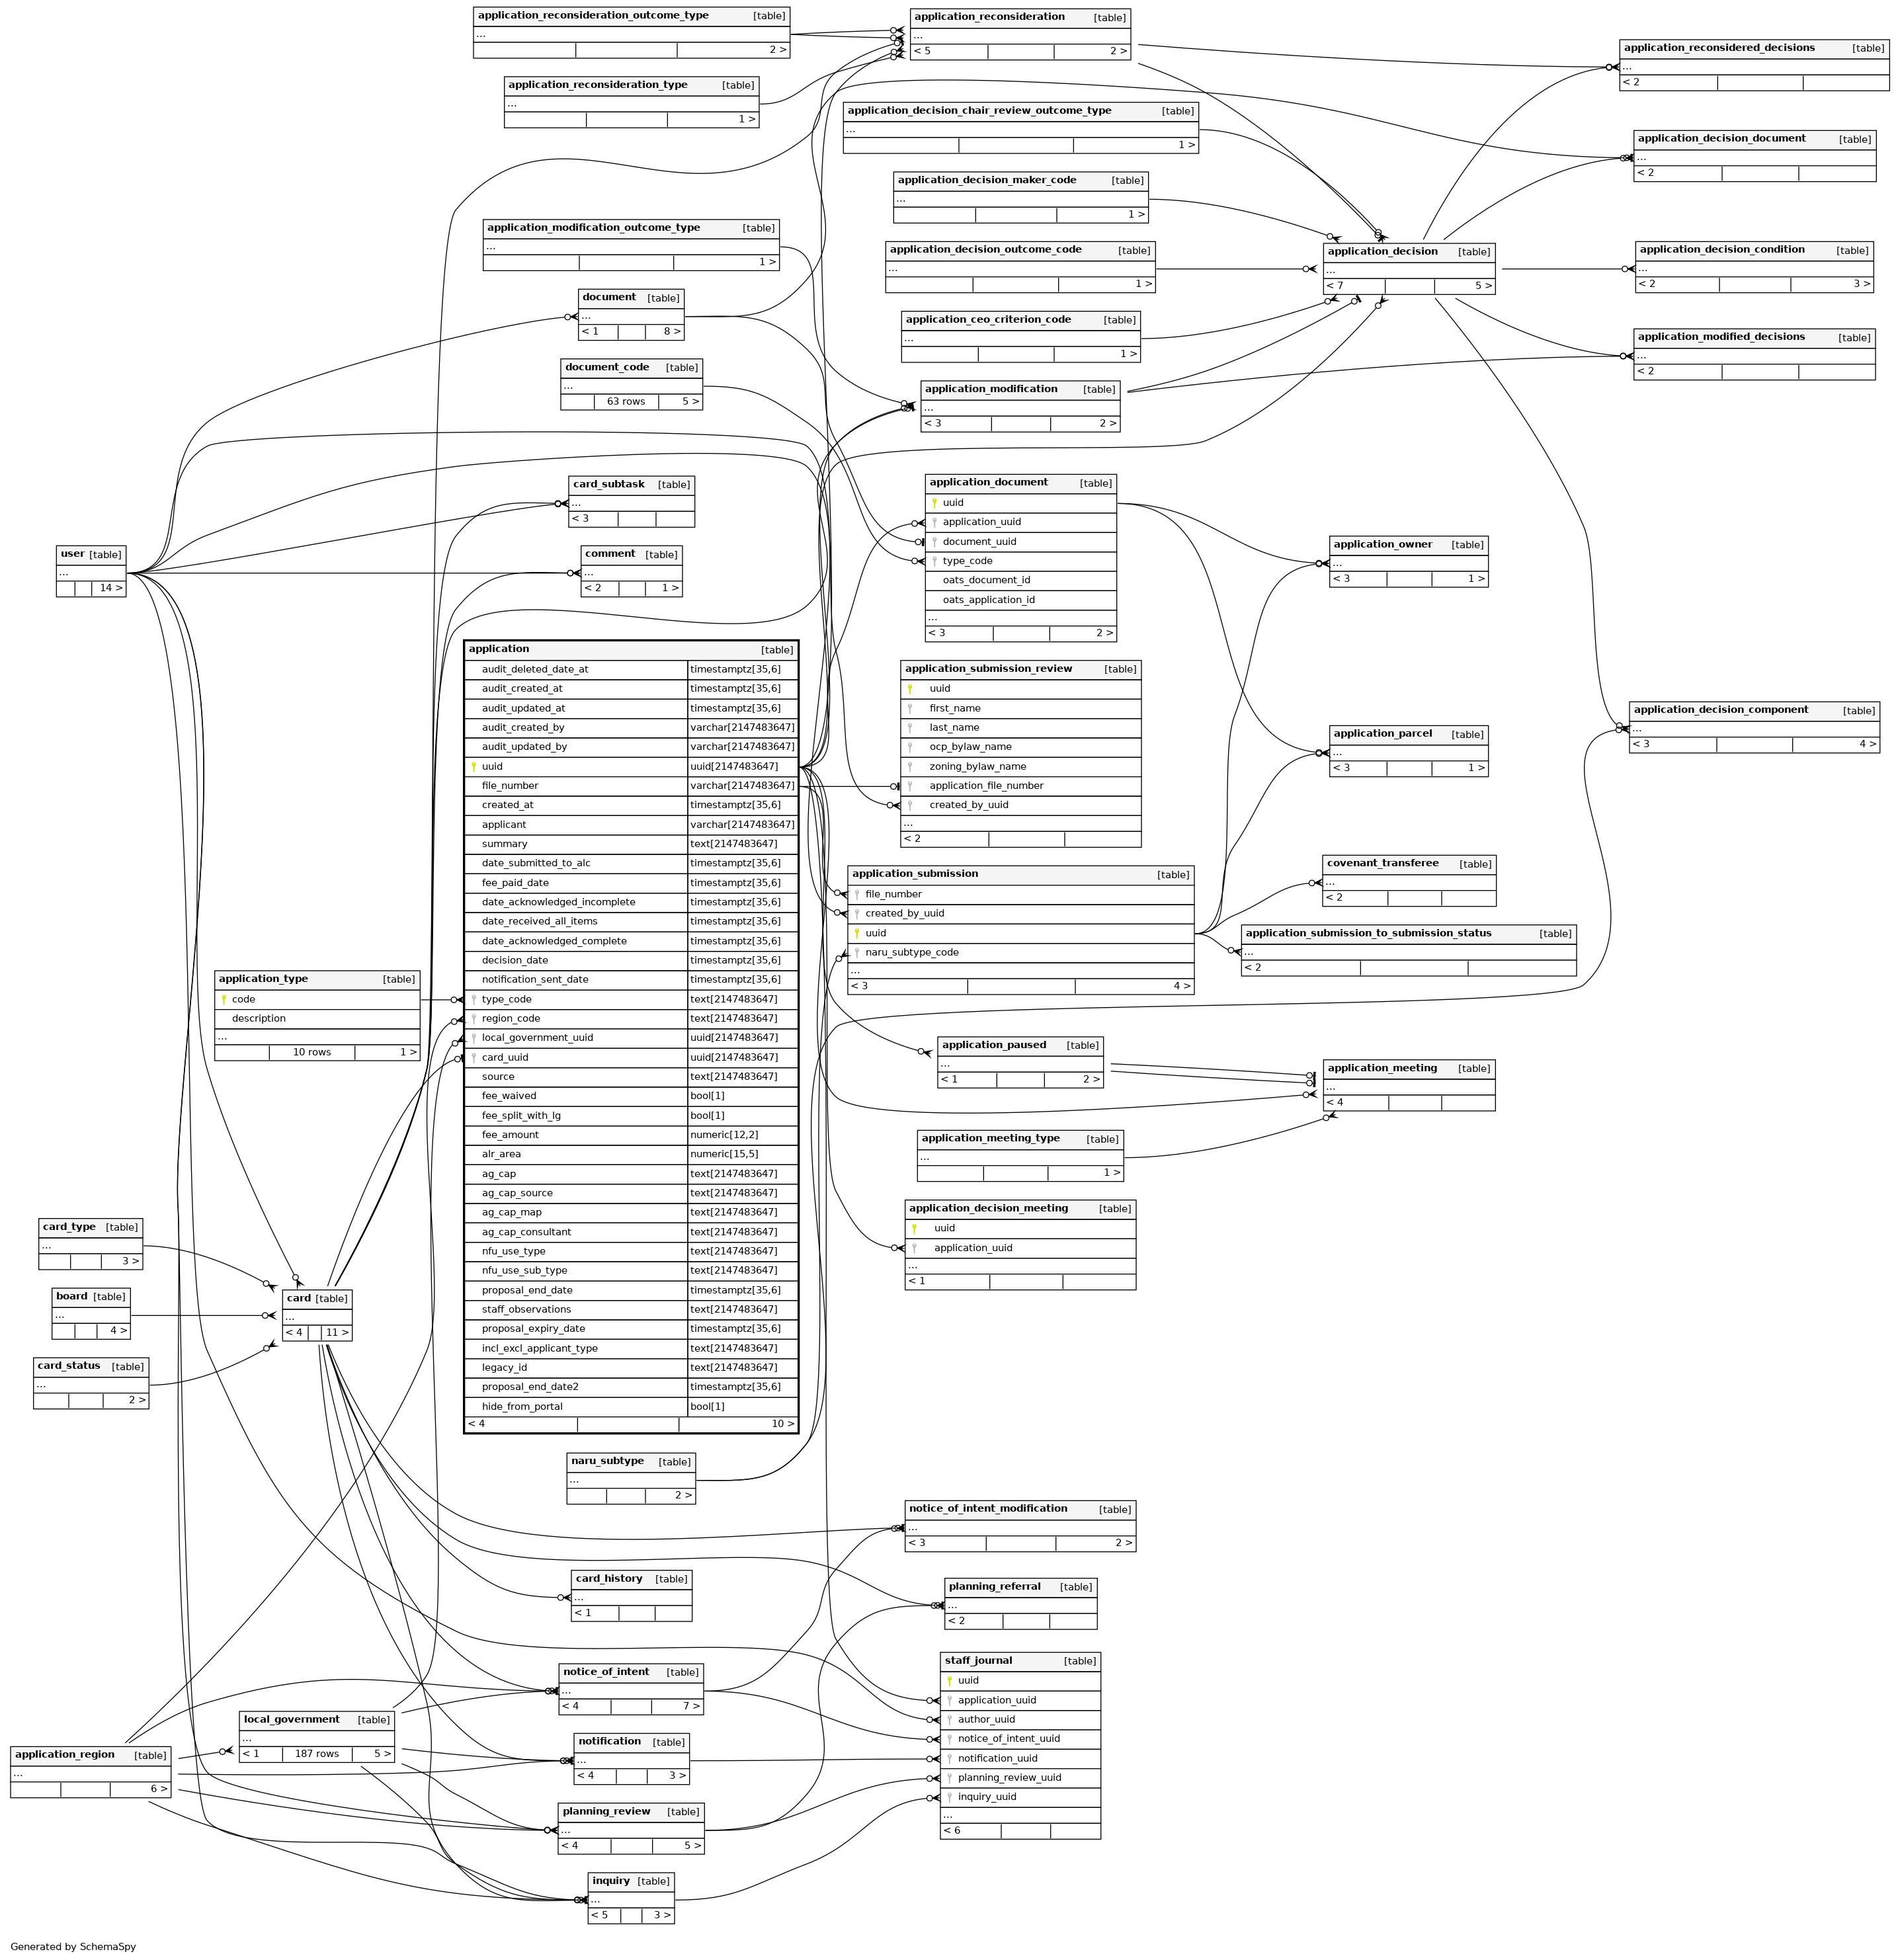 application_reconsideration_outcome_type [table]
...
2 >
application_reconsideration [table]
...
< 5 2 >
application_reconsidered_decisions [table]
...
< 2
application_reconsideration_type [table]
...
1 >
application_decision_chair_review_outcome_type [table]
...
1 >
application_decision_document [table]
...
< 2
application_decision_maker_code [table]
...
1 >
application_modification_outcome_type [table]
...
1 >
application_decision_outcome_code [table]
...
1 >
application_decision [table]
...
< 7 5 >
application_decision_condition [table]
...
< 2 3 >
document [table]
...
< 1 8 >
application_ceo_criterion_code [table]
...
1 >
application_modified_decisions [table]
...
< 2
document_code [table]
...
63 rows 5 >
application_modification [table]
...
< 3 2 >
card_subtask [table]
...
< 3
application_document [table]
uuid
application_uuid
document_uuid
type_code
oats_document_id
oats_application_id
...
< 3 2 >
user [table]
...
14 >
comment [table]
...
< 2 1 >
application_owner [table]
...
< 3 1 >
application [table]
audit_deleted_date_at timestamptz[35,6]
audit_created_at timestamptz[35,6]
audit_updated_at timestamptz[35,6]
audit_created_by varchar[2147483647]
audit_updated_by varchar[2147483647]
uuid uuid[2147483647]
file_number varchar[2147483647]
created_at timestamptz[35,6]
applicant varchar[2147483647]
summary text[2147483647]
date_submitted_to_alc timestamptz[35,6]
fee_paid_date timestamptz[35,6]
date_acknowledged_incomplete timestamptz[35,6]
date_received_all_items timestamptz[35,6]
date_acknowledged_complete timestamptz[35,6]
decision_date timestamptz[35,6]
notification_sent_date timestamptz[35,6]
type_code text[2147483647]
region_code text[2147483647]
local_government_uuid uuid[2147483647]
card_uuid uuid[2147483647]
source text[2147483647]
fee_waived bool[1]
fee_split_with_lg bool[1]
fee_amount numeric[12,2]
alr_area numeric[15,5]
ag_cap text[2147483647]
ag_cap_source text[2147483647]
ag_cap_map text[2147483647]
ag_cap_consultant text[2147483647]
nfu_use_type text[2147483647]
nfu_use_sub_type text[2147483647]
proposal_end_date timestamptz[35,6]
staff_observations text[2147483647]
proposal_expiry_date timestamptz[35,6]
incl_excl_applicant_type text[2147483647]
legacy_id text[2147483647]
proposal_end_date2 timestamptz[35,6]
hide_from_portal bool[1]
< 4 10 >
application_submission_review [table]
uuid
first_name
last_name
ocp_bylaw_name
zoning_bylaw_name
application_file_number
created_by_uuid
...
< 2
application_decision_component [table]
...
< 3 4 >
application_parcel [table]
...
< 3 1 >
application_submission [table]
file_number
created_by_uuid
uuid
naru_subtype_code
...
< 3 4 >
covenant_transferee [table]
...
< 2
application_submission_to_submission_status [table]
...
< 2
application_type [table]
code
description
...
10 rows 1 >
application_paused [table]
...
< 1 2 >
application_meeting [table]
...
< 4
application_meeting_type [table]
...
1 >
application_decision_meeting [table]
uuid
application_uuid
...
< 1
card_type [table]
...
3 >
board [table]
...
4 >
card [table]
...
< 4 11 >
card_status [table]
...
2 >
naru_subtype [table]
...
2 >
notice_of_intent_modification [table]
...
< 3 2 >
card_history [table]
...
< 1
planning_referral [table]
...
< 2
staff_journal [table]
uuid
application_uuid
author_uuid
notice_of_intent_uuid
notification_uuid
planning_review_uuid
inquiry_uuid
...
< 6
notice_of_intent [table]
...
< 4 7 >
local_government [table]
...
< 1 187 rows 5 >
notification [table]
...
< 4 3 >
application_region [table]
...
6 >
planning_review [table]
...
< 4 5 >
inquiry [table]
...
< 5 3 >
Generated by SchemaSpy